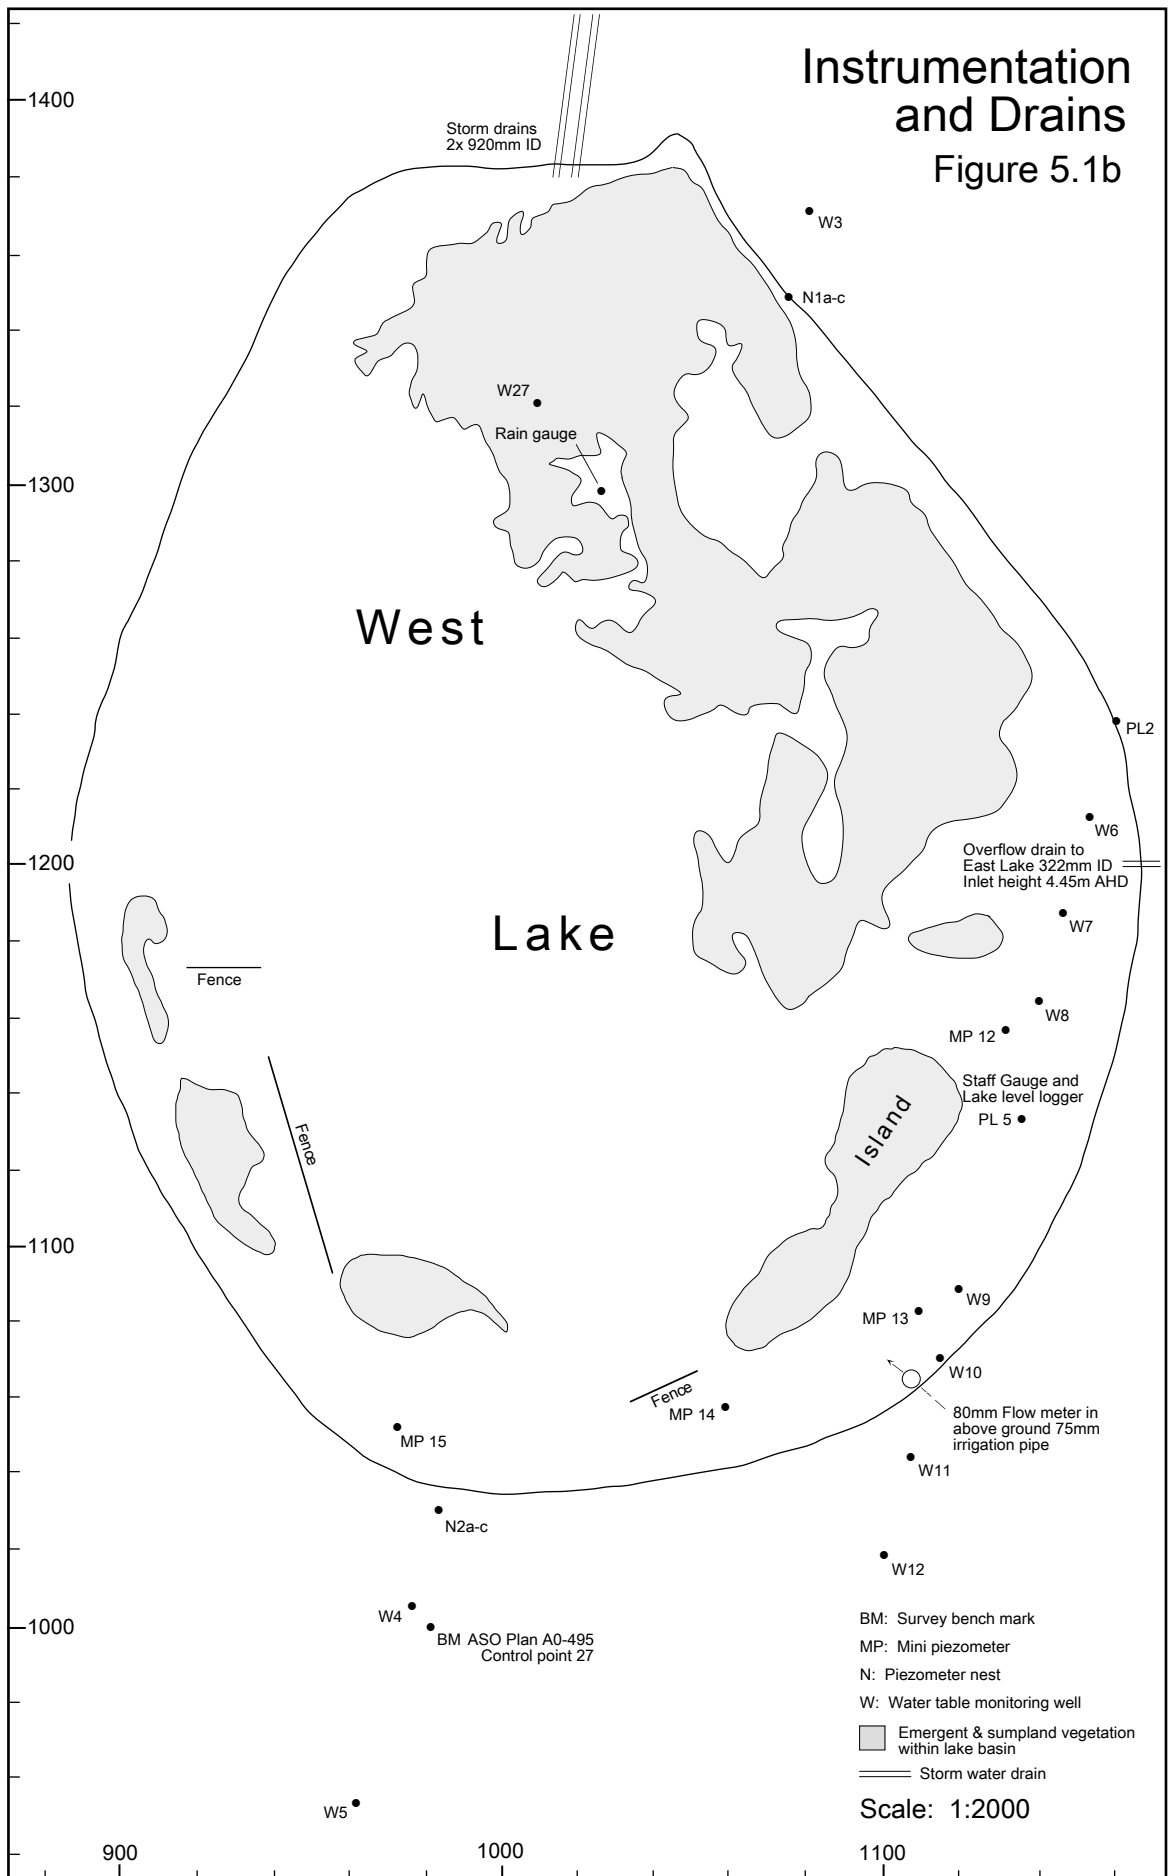 Instrumentation
and Drains
Figure 5.1b
1400
Storm drains
2x 920mm ID
W3
N1a-c
W27
Rain gauge
1300
West
PL2
W6
Overflow drain to
East Lake 322mm ID
Inlet height 4.45m AHD
1200
W7
Lake
Fence
W8
MP 12
Staff Gauge and
Lake level logger
PL 5
Island
Fence
1100
W9
MP 13
W10
Fence
MP 14
80mm Flow meter in
above ground 75mm
irrigation pipe
MP 15
W11
N2a-c
W12
W4
1000
BM ASO Plan A0-495
Control point 27
BM: Survey bench mark
MP: Mini piezometer
N: Piezometer nest
W: Water table monitoring well
Emergent & sumpland vegetation
within lake basin
Storm water drain
Scale: 1:2000
W5
900
1000
1100